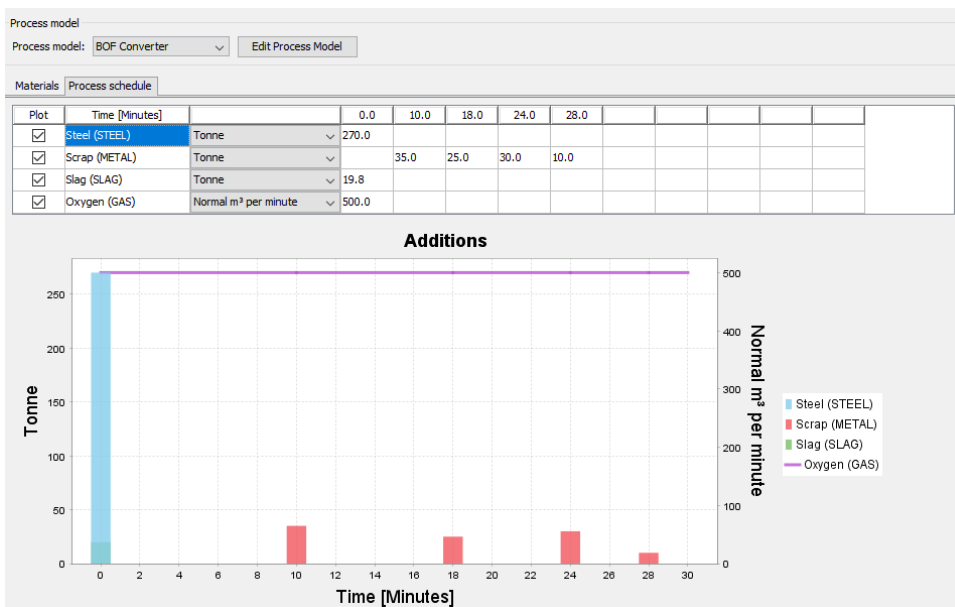 Process model
Process model: BOF Converter Edit Process Model
Materials Process schedule
Plot Time [Minutes] 0.0 10.0 18.0 24.0 28.0
Steel (STEEL) Tonne 270.0
Scrap (METAL) Tonne 35.0 25.0 30.0 10.0
Slag (SLAG) Tonne 19.8
Oxygen (GAS) Normal m³ per minute 500.0
Additions
Tonne
250
200
150
100
50
0
0 2 4 6 8 10 12 14 16 18 20 22 24 26 28 30
Time [Minutes]
500
400
300
200
100
0
Normal m³ per minute
Steel (STEEL)
Scrap (METAL)
Slag (SLAG)
Oxygen (GAS)